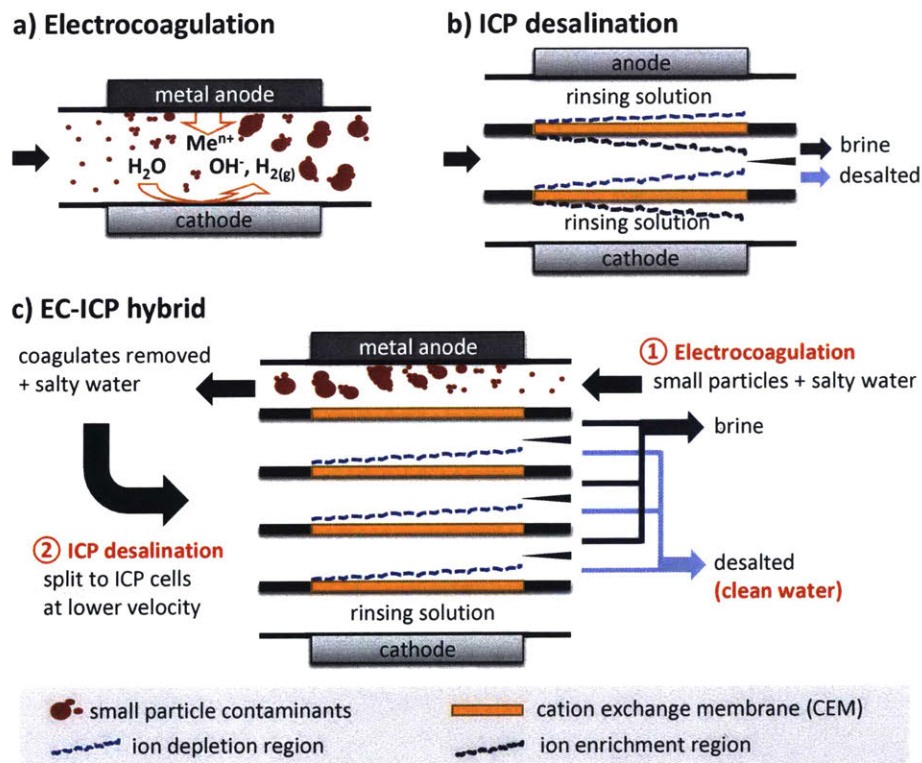 a) Electrocoagulation
metal anode
Meⁿ⁺
H₂O OH⁻, H₂₍g₎
cathode
b) ICP desalination
anode
rinsing solution
brine
desalted
rinsing solution
cathode
c) EC-ICP hybrid
coagulates removed
+ salty water
metal anode
① Electrocoagulation
small particles + salty water
brine
② ICP desalination
split to ICP cells
at lower velocity
desalted
(clean water)
rinsing solution
cathode
small particle contaminants
cation exchange membrane (CEM)
ion depletion region
ion enrichment region